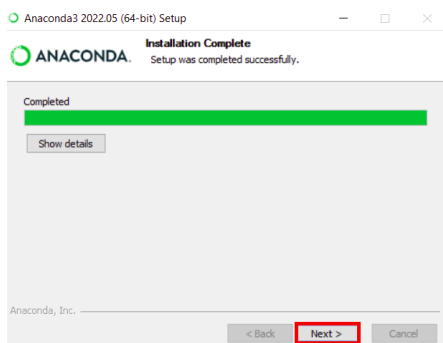 Anaconda3 2022.05 (64-bit) Setup
ANACONDA.
Installation Complete
Setup was completed successfully.
Completed
Show details
Anaconda, Inc.
< Back Next > Cancel